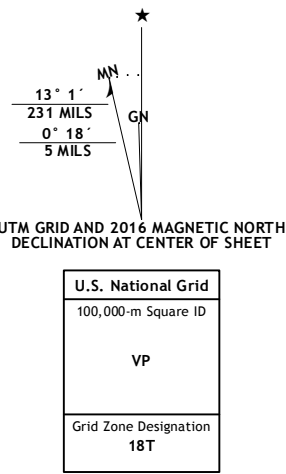 ★
MN
13° 1´
231 MILS
GN
0° 18´
5 MILS
UTM GRID AND 2016 MAGNETIC NORTH
DECLINATION AT CENTER OF SHEET
U.S. National Grid
100,000-m Square ID
VP
Grid Zone Designation
18T